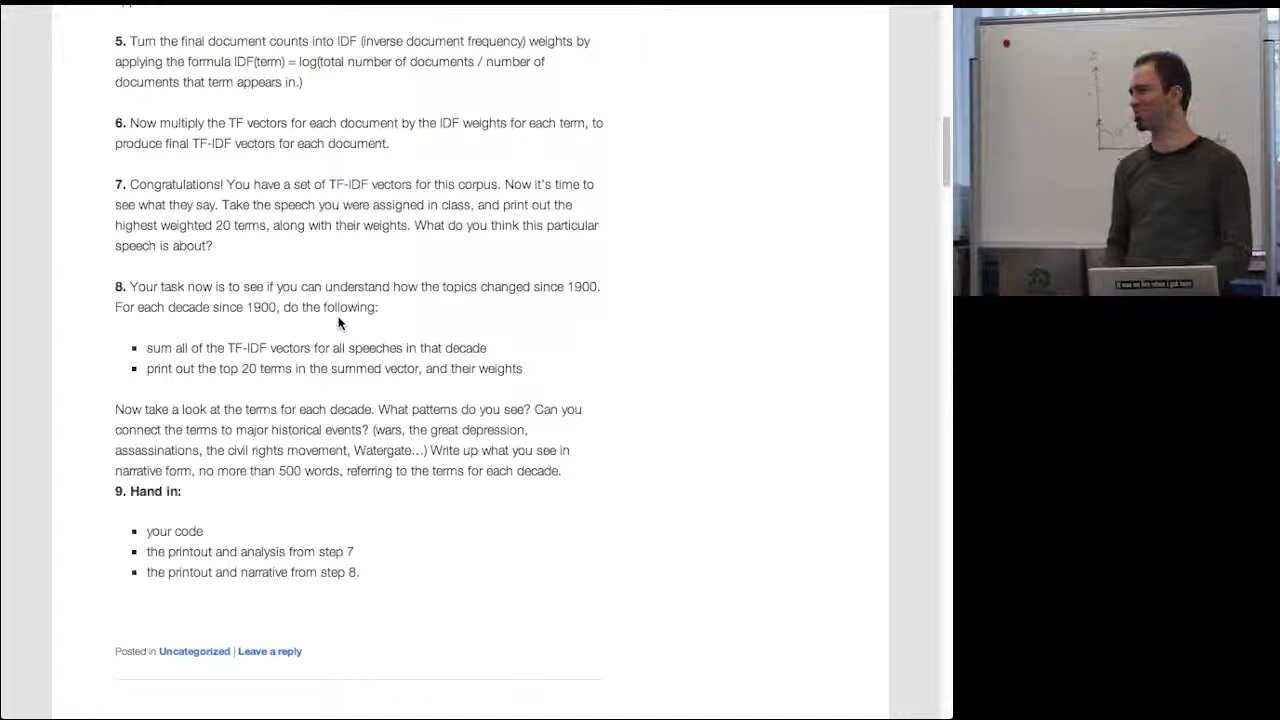 5. Turn the final document counts into IDF (inverse document frequency) weights by
applying the formula IDF(term) = log(total number of documents / number of
documents that term appears in.)
6. Now multiply the TF vectors for each document by the IDF weights for each term, to
produce final TF-IDF vectors for each document.
7. Congratulations! You have a set of TF-IDF vectors for this corpus. Now it's time to
see what they say. Take the speech you were assigned in class, and print out the
highest weighted 20 terms, along with their weights. What do you think this particular
speech is about?
8. Your task now is to see if you can understand how the topics changed since 1900.
For each decade since 1900, do the following:
▪ sum all of the TF-IDF vectors for all speeches in that decade
▪ print out the top 20 terms in the summed vector, and their weights
Now take a look at the terms for each decade. What patterns do you see? Can you
connect the terms to major historical events? (wars, the great depression,
assassinations, the civil rights movement, Watergate…) Write up what you see in
narrative form, no more than 500 words, referring to the terms for each decade.
9. Hand in:
▪ your code
▪ the printout and analysis from step 7
▪ the printout and narrative from step 8.
Posted in Uncategorized | Leave a reply